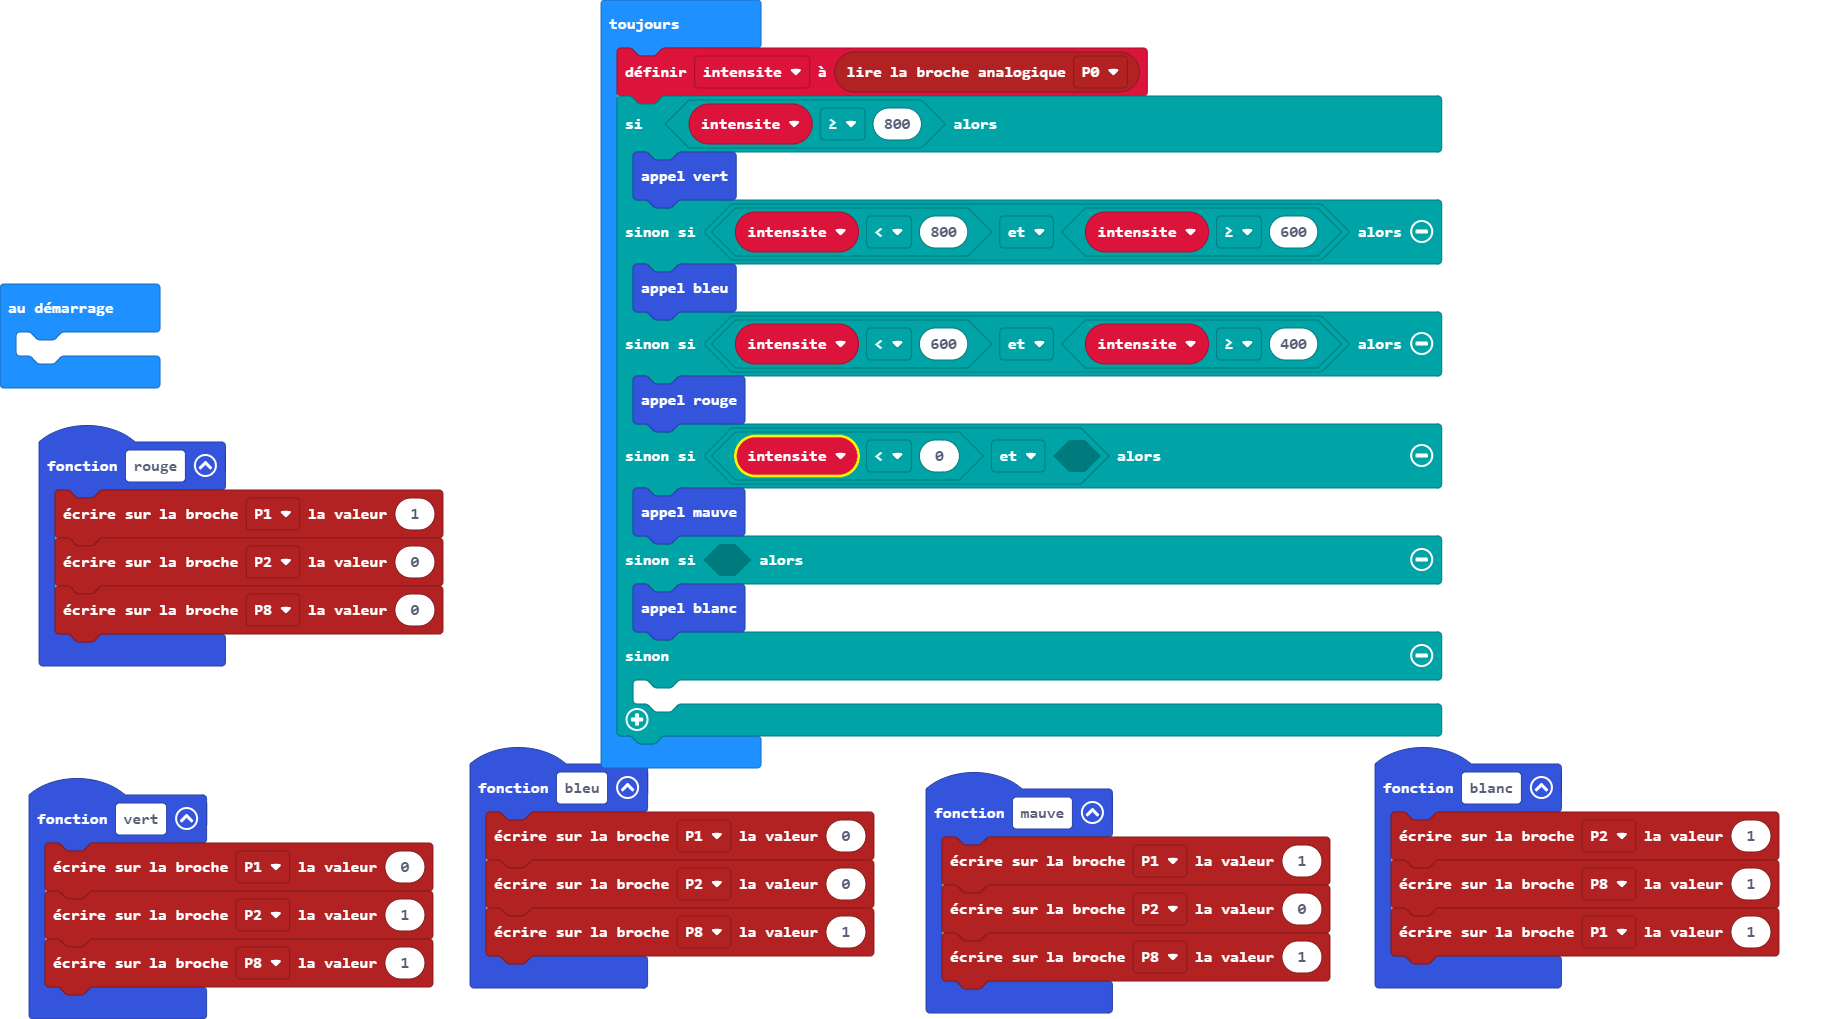 toujours
définir intensite à lire la broche analogique P0
si intensite ≥ 800 alors
appel vert
sinon si intensite < 800 et intensite ≥ 600 alors
appel bleu
sinon si intensite < 600 et intensite ≥ 400 alors
appel rouge
sinon si intensite < 0 et alors
appel mauve
sinon si alors
appel blanc
sinon
au démarrage
fonction rouge
écrire sur la broche P1 la valeur 1
écrire sur la broche P2 la valeur 0
écrire sur la broche P8 la valeur 0
fonction vert
écrire sur la broche P1 la valeur 0
écrire sur la broche P2 la valeur 1
écrire sur la broche P8 la valeur 1
fonction bleu
écrire sur la broche P1 la valeur 0
écrire sur la broche P2 la valeur 0
écrire sur la broche P8 la valeur 1
fonction mauve
écrire sur la broche P1 la valeur 1
écrire sur la broche P2 la valeur 0
écrire sur la broche P8 la valeur 1
fonction blanc
écrire sur la broche P2 la valeur 1
écrire sur la broche P8 la valeur 1
écrire sur la broche P1 la valeur 1